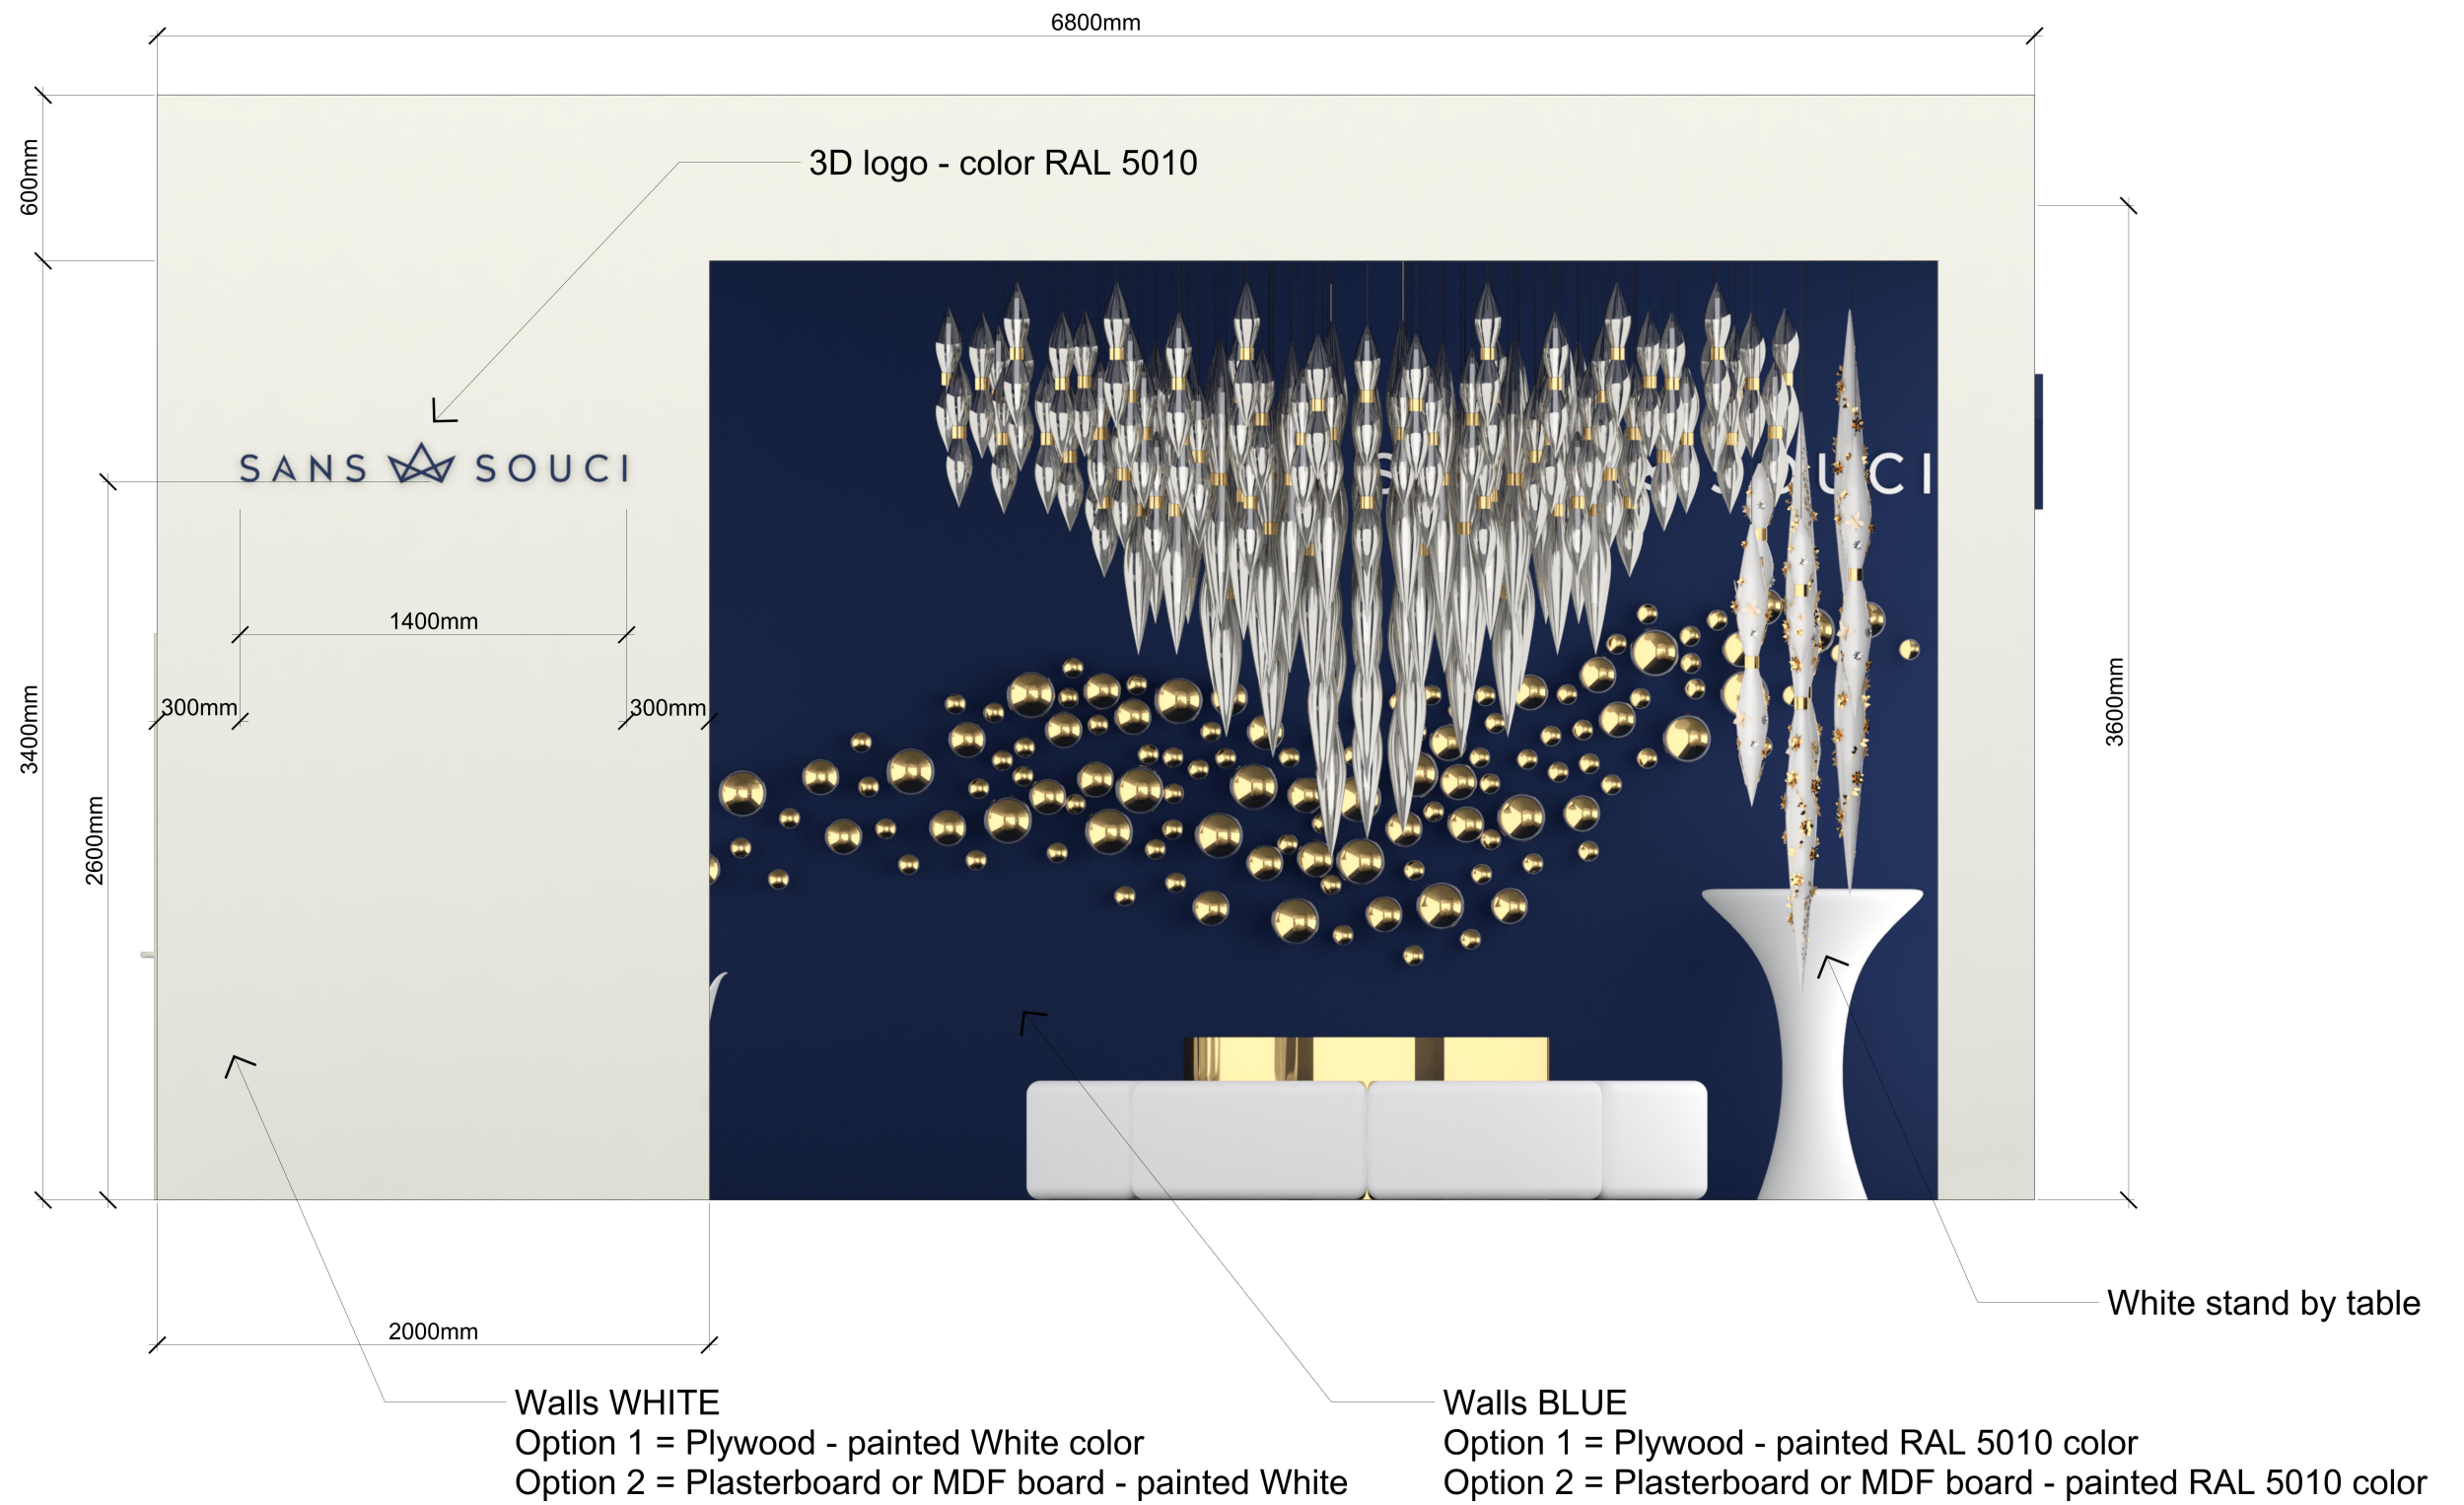 6800mm
600mm
3D logo - color RAL 5010
SANS SOUCI
S SOUCI
1400mm
300mm
300mm
3400mm
2600mm
3600mm
White stand by table
2000mm
Walls WHITE
Option 1 = Plywood - painted White color
Option 2 = Plasterboard or MDF board - painted White
Walls BLUE
Option 1 = Plywood - painted RAL 5010 color
Option 2 = Plasterboard or MDF board - painted RAL 5010 color